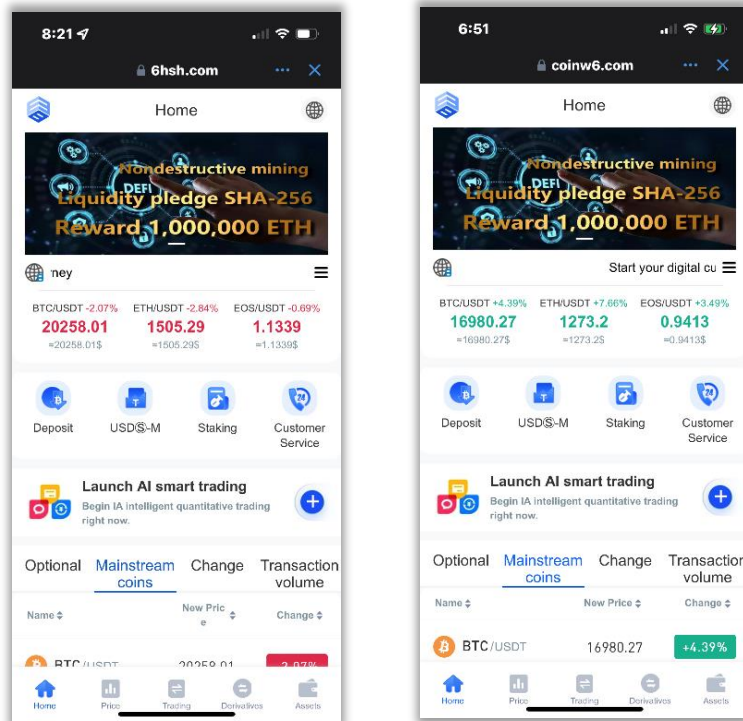 8:21
6hsh.com
Home
Nondestructive mining
DEFI
Liquidity pledge SHA-256
Reward 1,000,000 ETH
ney
BTC/USDT -2.07% ETH/USDT -2.84% EOS/USDT -0.69%
20258.01 1505.29 1.1339
≈20258.01$ ≈1505.29$ ≈1.1339$
Deposit USDⓈ-M Staking Customer
Service
Launch AI smart trading
Begin IA intelligent quantitative trading
right now.
Optional Mainstream Change Transaction
coins volume
Name New Pric Change
e
BTC/USDT 20258.01 -2.07%
Home Price Trading Derivatives Assets
6:51
coinw6.com
Home
Nondestructive mining
DEFI
Liquidity pledge SHA-256
Reward 1,000,000 ETH
Start your digital cu
BTC/USDT +4.39% ETH/USDT +7.66% EOS/USDT +3.49%
16980.27 1273.2 0.9413
≈16980.27$ ≈1273.2$ ≈0.9413$
Deposit USDⓈ-M Staking Customer
Service
Launch AI smart trading
Begin IA intelligent quantitative trading
right now.
Optional Mainstream Change Transaction
coins volume
Name New Price Change
BTC/USDT 16980.27 +4.39%
Home Price Trading Derivatives Assets